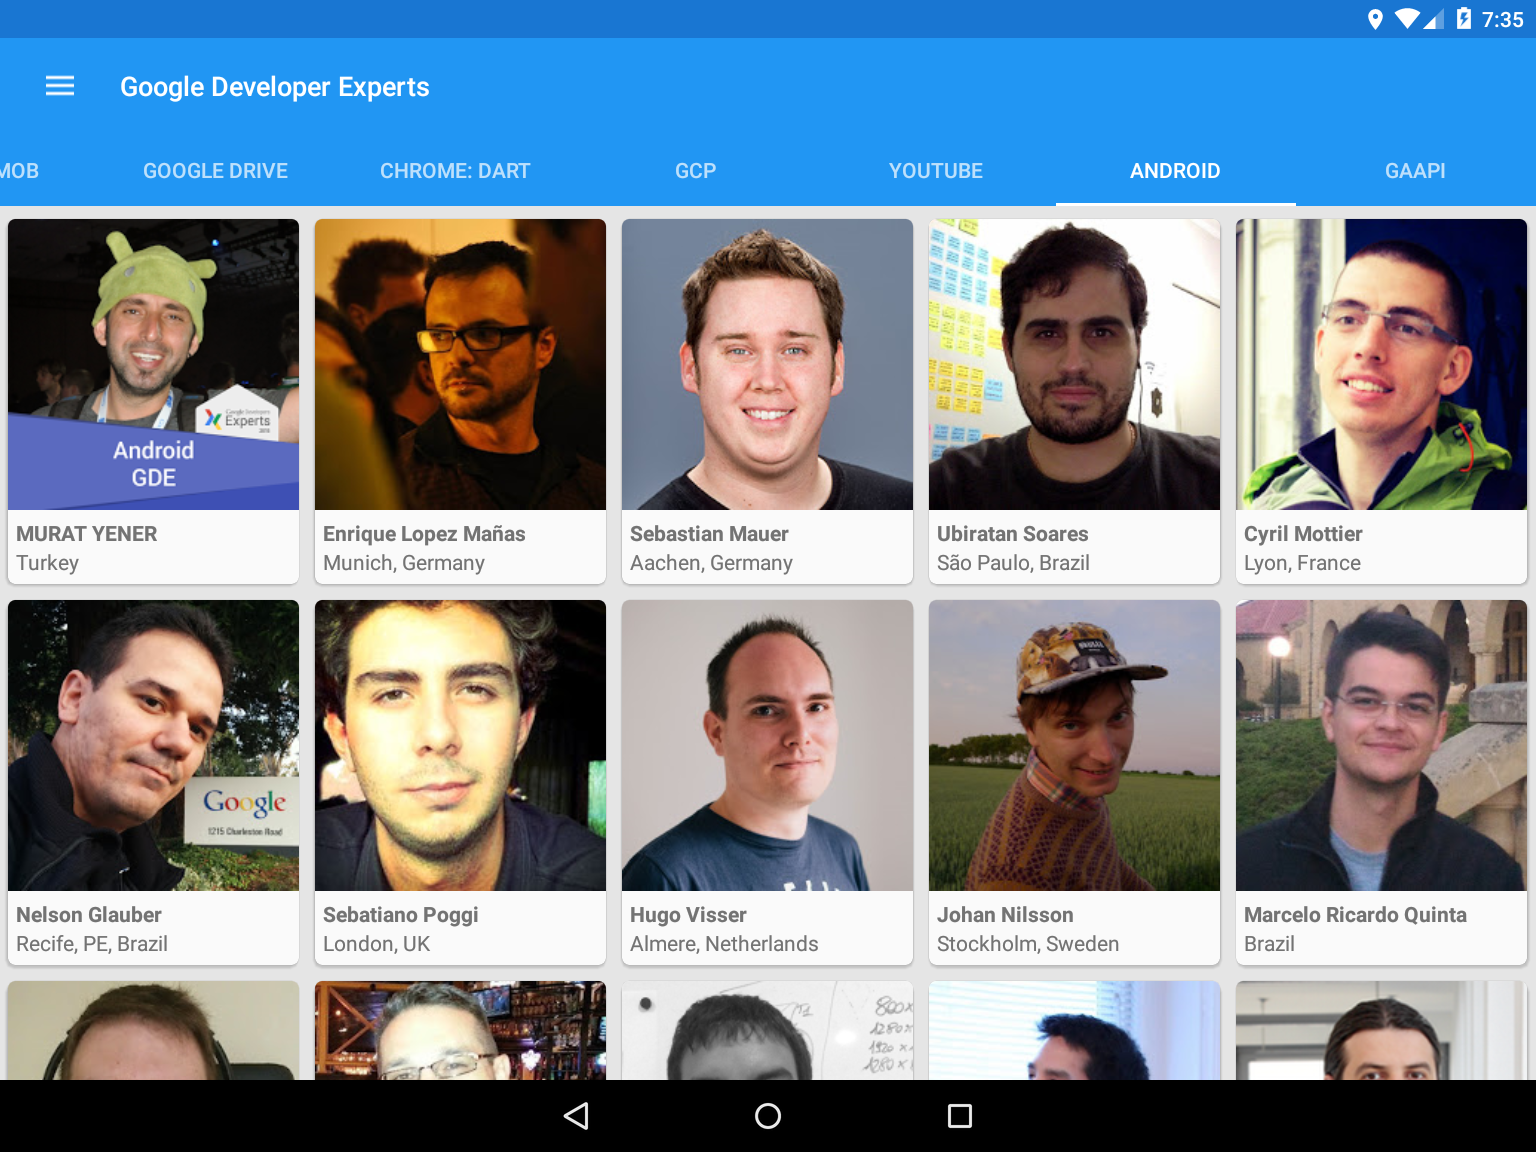 7:35
Google Developer Experts
MOB
GOOGLE DRIVE
CHROME: DART
GCP
YOUTUBE
ANDROID
GAAPI
Google Developers
Experts
Android
GDE
MURAT YENER
Turkey
Enrique Lopez Mañas
Munich, Germany
Sebastian Mauer
Aachen, Germany
Ubiratan Soares
São Paulo, Brazil
Cyril Mottier
Lyon, France
Google
1215 Charleston Road
Nelson Glauber
Recife, PE, Brazil
Sebatiano Poggi
London, UK
Hugo Visser
Almere, Netherlands
Johan Nilsson
Stockholm, Sweden
Marcelo Ricardo Quinta
Brazil
1280×